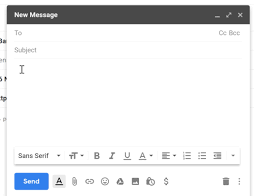 New Message
To Cc Bcc
Subject
Sans Serif
B I U A
Send A $